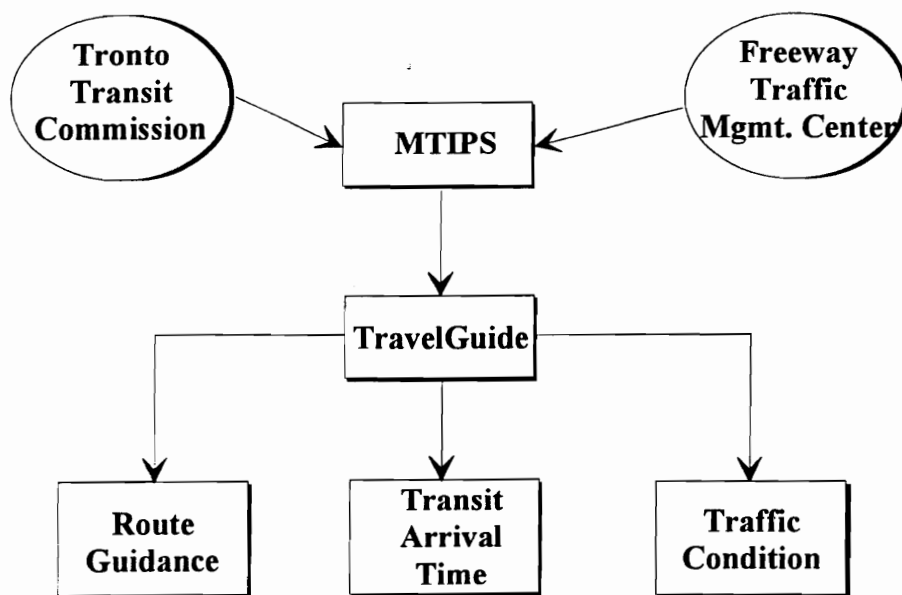 Tronto
Transit
Commission
Freeway
Traffic
Mgmt. Center
MTIPS
TravelGuide
Route
Guidance
Transit
Arrival
Time
Traffic
Condition